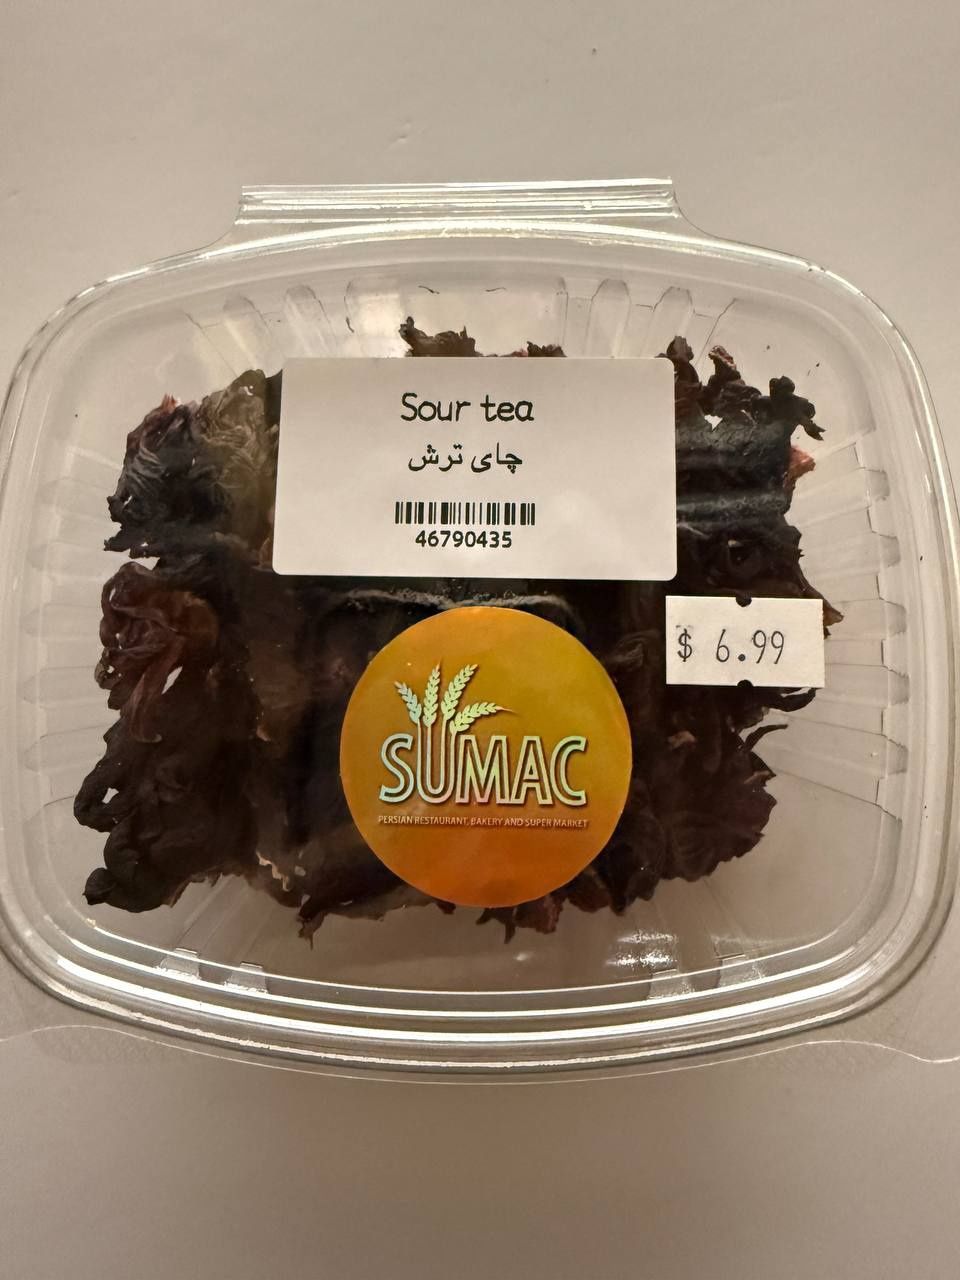 Sour tea
چای ترش
46790435
$ 6.99
SUMAC
PERSIAN RESTAURANT, BAKERY AND SUPER MARKET